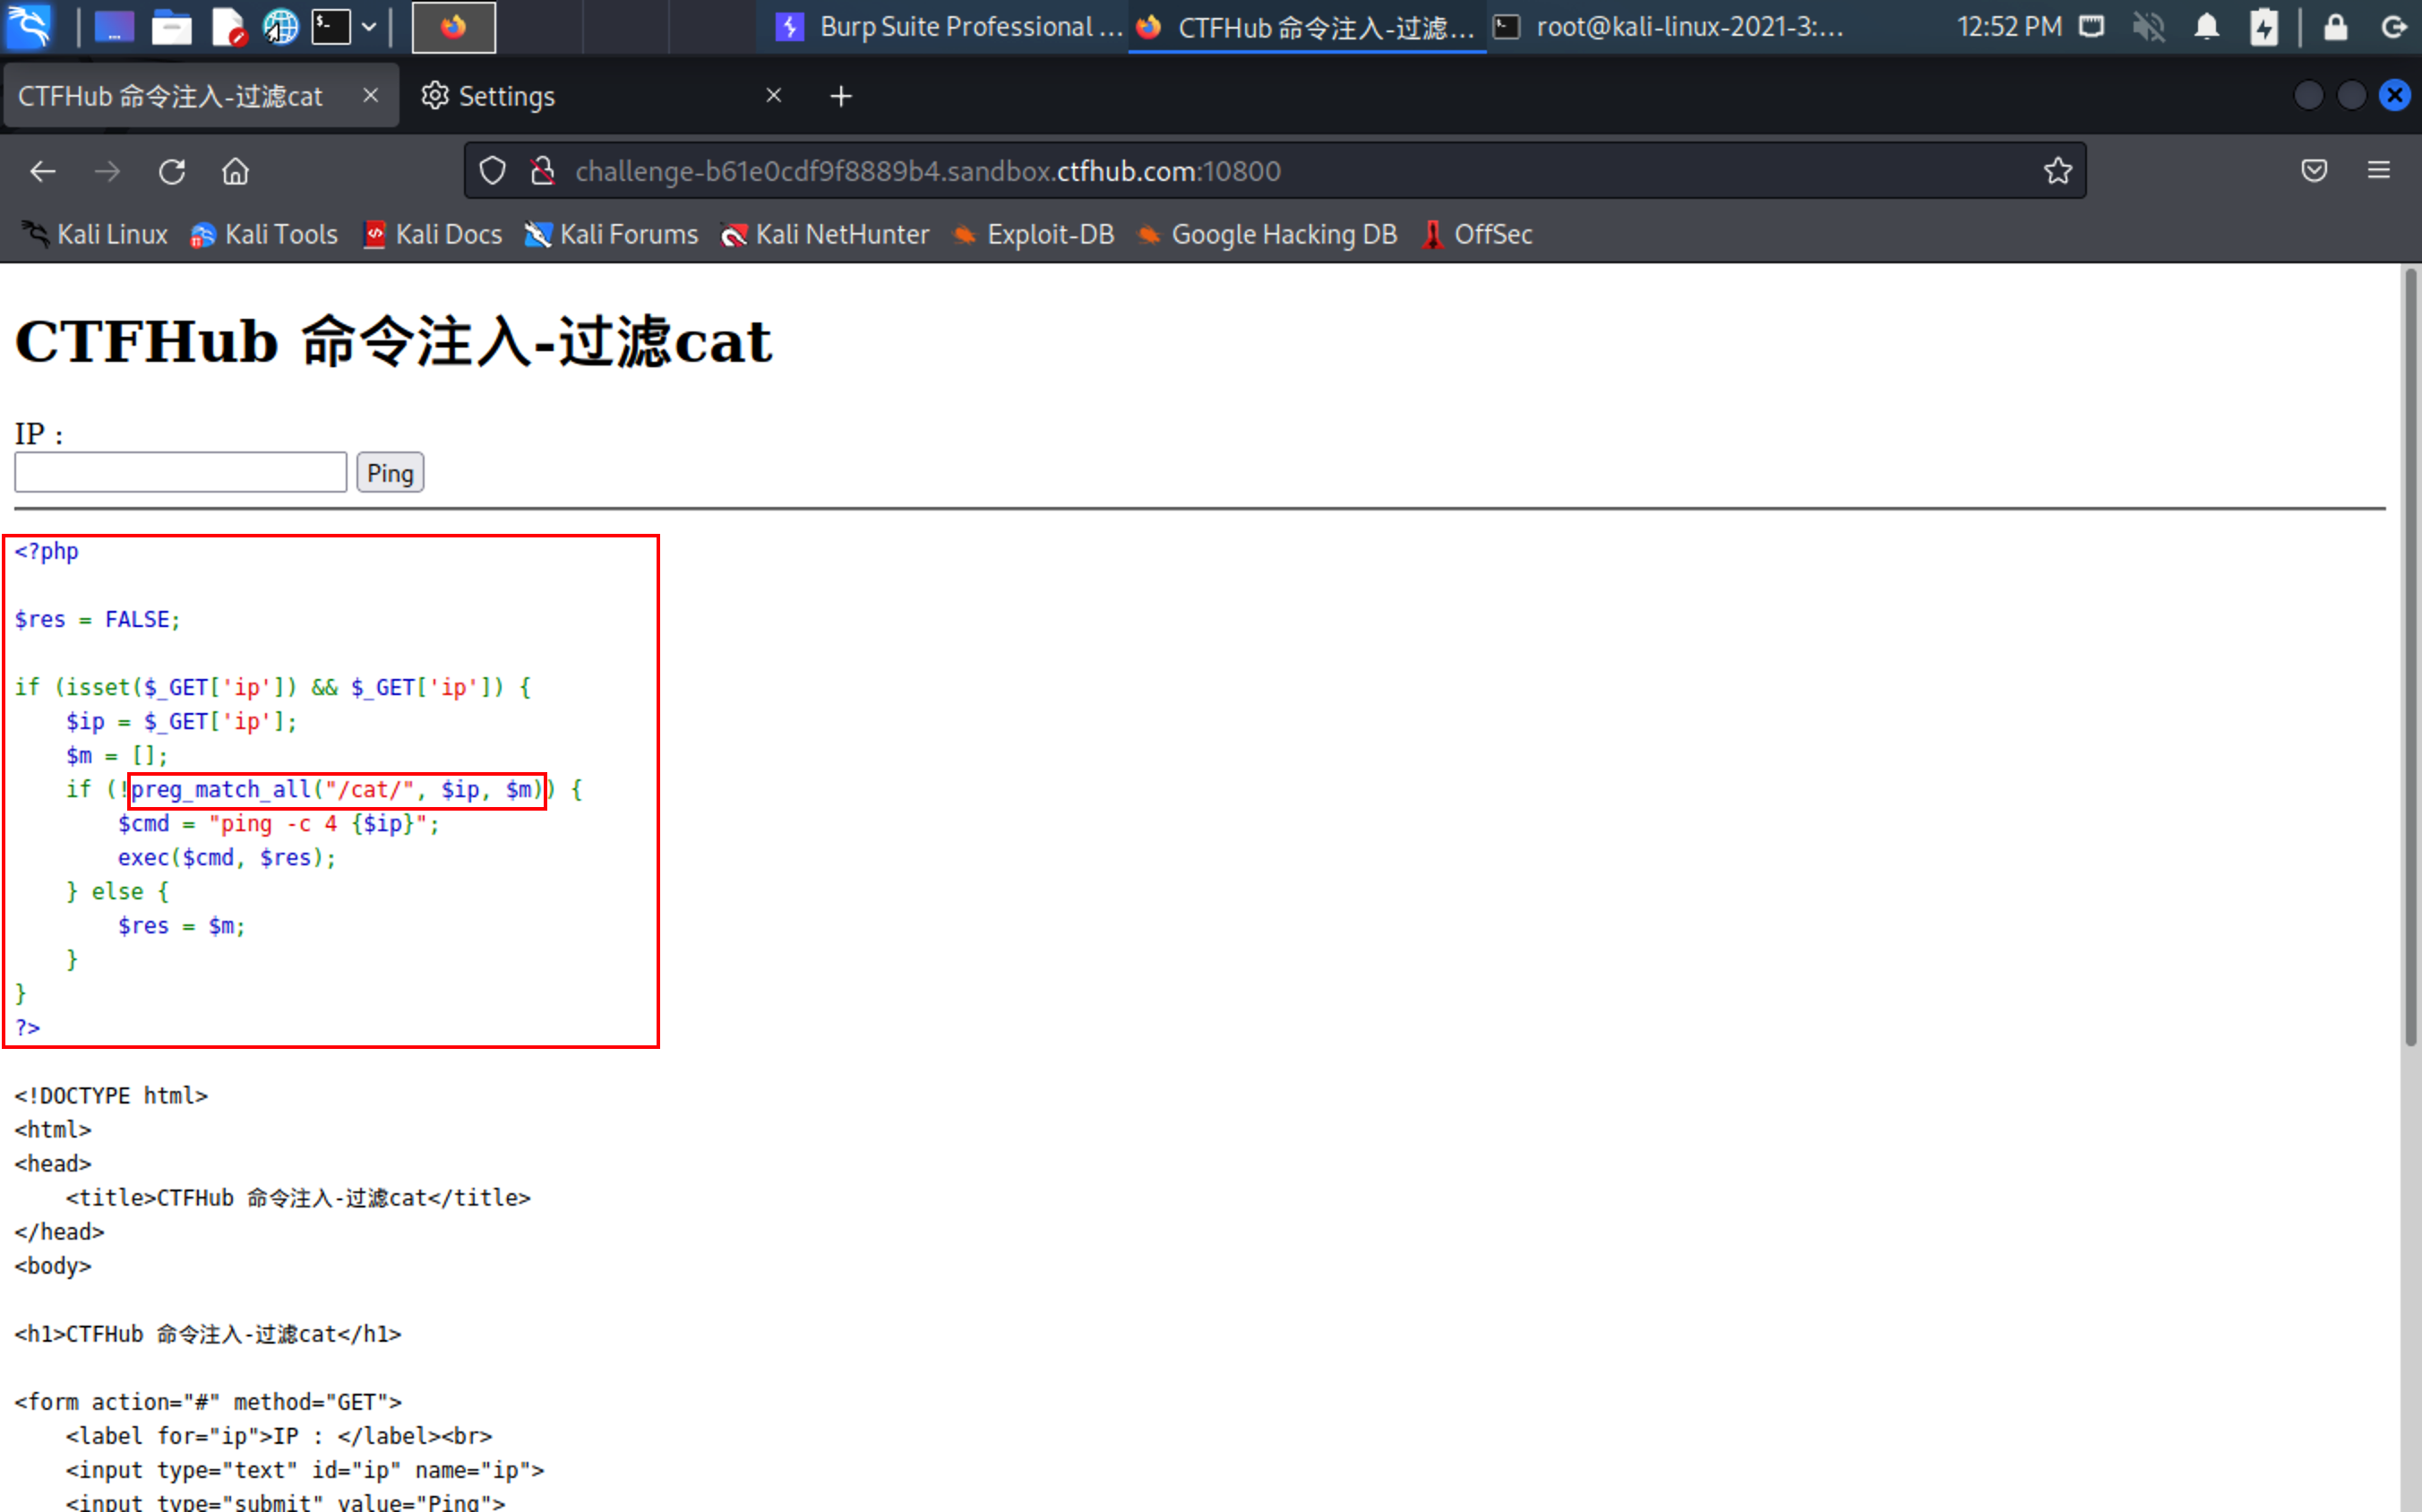 Burp Suite Professional ...
CTFHub 命令注入-过滤...
root@kali-linux-2021-3:...
12:52 PM
CTFHub 命令注入-过滤cat
Settings
challenge-b61e0cdf9f8889b4.sandbox.ctfhub.com:10800
Kali Linux
Kali Tools
Kali Docs
Kali Forums
Kali NetHunter
Exploit-DB
Google Hacking DB
OffSec
CTFHub 命令注入-过滤cat
IP :
Ping
<?php
$res = FALSE;
if (isset($_GET['ip']) && $_GET['ip']) {
    $ip = $_GET['ip'];
    $m = [];
    if (!preg_match_all("/cat/", $ip, $m)) {
        $cmd = "ping -c 4 {$ip}";
        exec($cmd, $res);
    } else {
        $res = $m;
    }
}
?>
<!DOCTYPE html>
<html>
<head>
    <title>CTFHub 命令注入-过滤cat</title>
</head>
<body>
<h1>CTFHub 命令注入-过滤cat</h1>
<form action="#" method="GET">
    <label for="ip">IP : </label><br>
    <input type="text" id="ip" name="ip">
    <input type="submit" value="Ping">